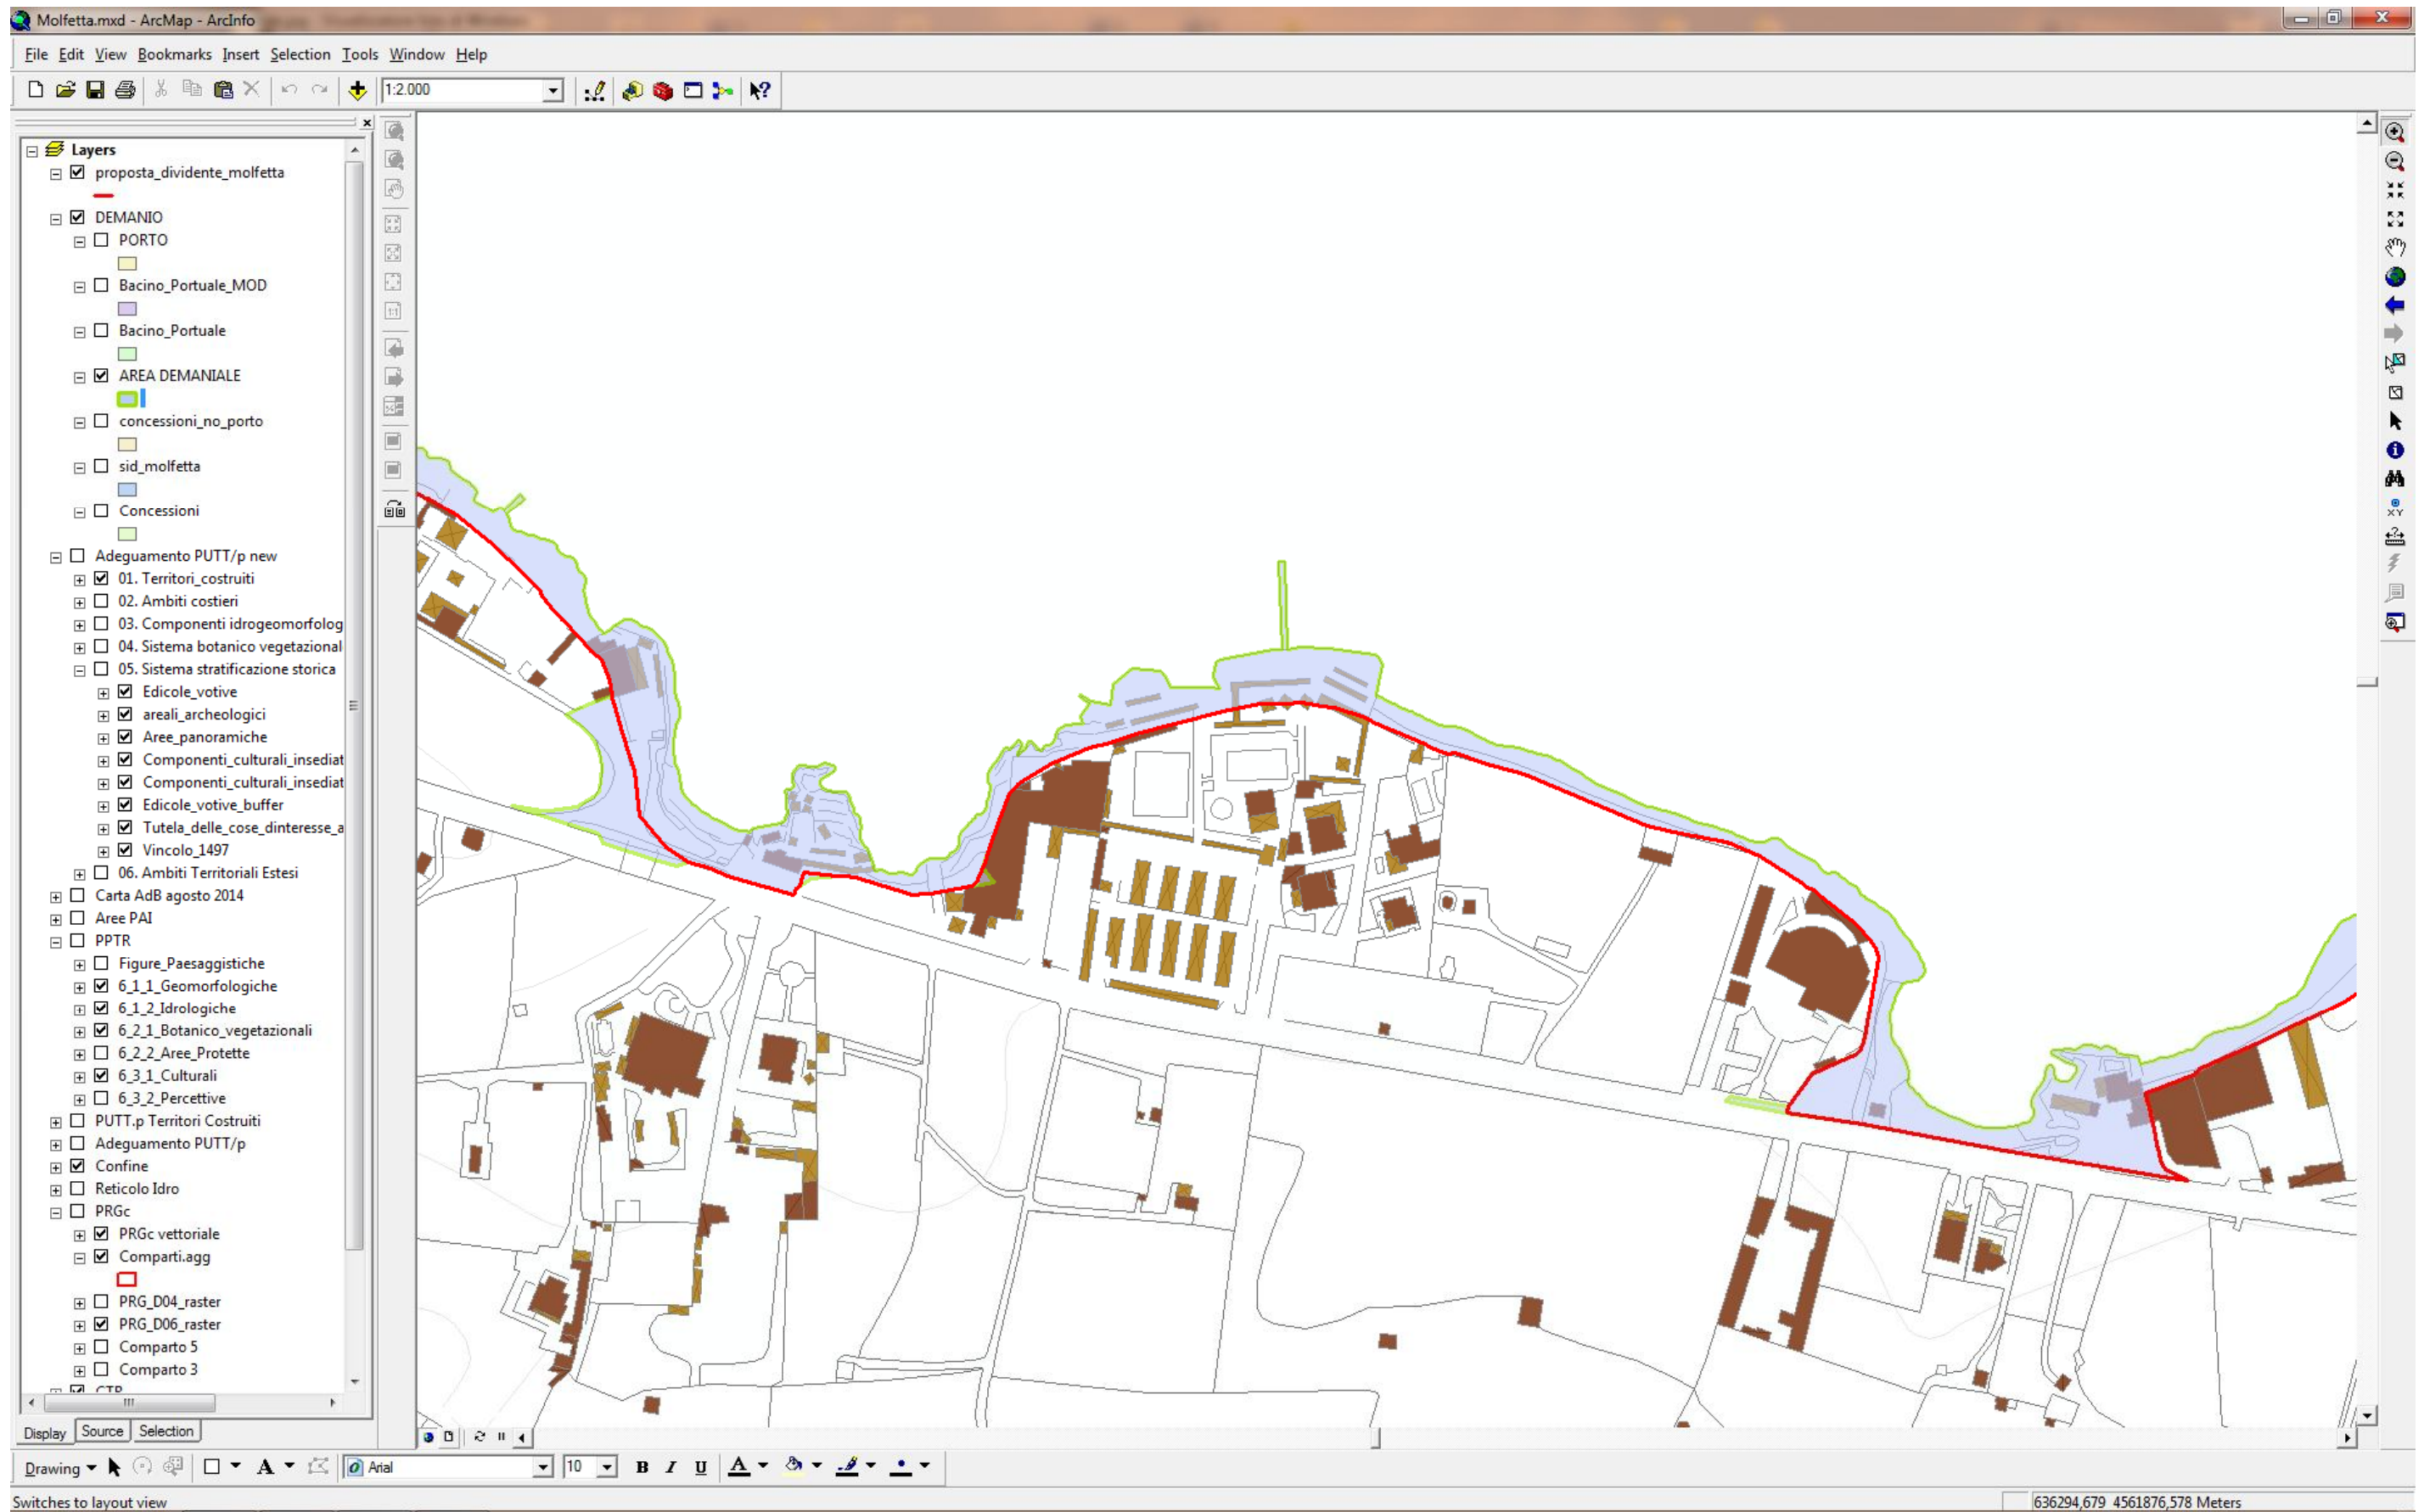 Molfetta.mxd - ArcMap - ArcInfo
File Edit View Bookmarks Insert Selection Tools Window Help
1:2.000
Layers
proposta_dividente_molfetta
DEMANIO
PORTO
Bacino_Portuale_MOD
Bacino_Portuale
AREA DEMANIALE
concessioni_no_porto
sid_molfetta
Concessioni
Adeguamento PUTT/p new
01. Territori_costruiti
02. Ambiti costieri
03. Componenti idrogeomorfolog
04. Sistema botanico vegetazional
05. Sistema stratificazione storica
Edicole_votive
areali_archeologici
Aree_panoramiche
Componenti_culturali_insediat
Componenti_culturali_insediat
Edicole_votive_buffer
Tutela_delle_cose_dinteresse_a
Vincolo_1497
06. Ambiti Territoriali Estesi
Carta AdB agosto 2014
Aree PAI
PPTR
Figure_Paesaggistiche
6_1_1_Geomorfologiche
6_1_2_Idrologiche
6_2_1_Botanico_vegetazionali
6_2_2_Aree_Protette
6_3_1_Culturali
6_3_2_Percettive
PUTT.p Territori Costruiti
Adeguamento PUTT/p
Confine
Reticolo Idro
PRGc
PRGc vettoriale
Comparti.agg
PRG_D04_raster
PRG_D06_raster
Comparto 5
Comparto 3
CTR
Display Source Selection
Drawing A Arial 10 B I U A
Switches to layout view
636294,679 4561876,578 Meters